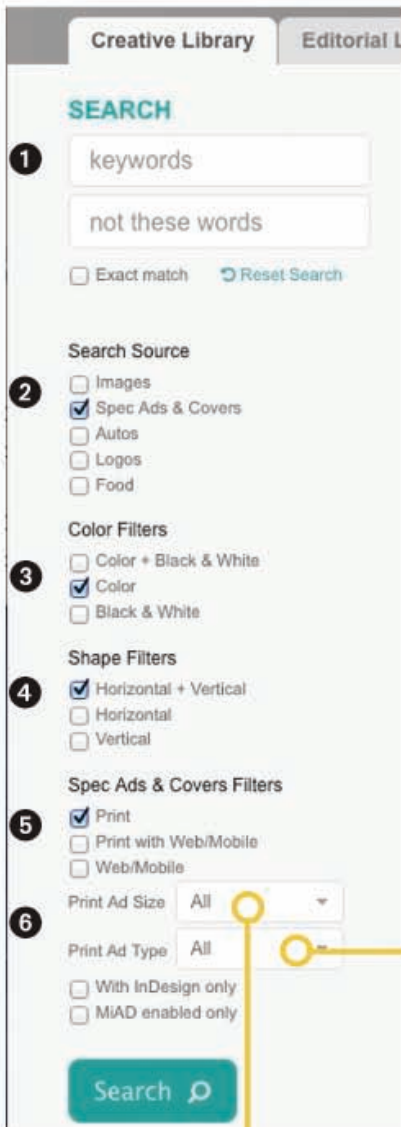 Creative Library Editorial L
SEARCH
1 keywords
not these words
Exact match Reset Search
Search Source
2 Images
Spec Ads & Covers
Autos
Logos
Food
Color Filters
3 Color + Black & White
Color
Black & White
Shape Filters
4 Horizontal + Vertical
Horizontal
Vertical
Spec Ads & Covers Filters
5 Print
Print with Web/Mobile
Web/Mobile
6 Print Ad Size All
Print Ad Type All
With InDesign only
MiAD enabled only
Search